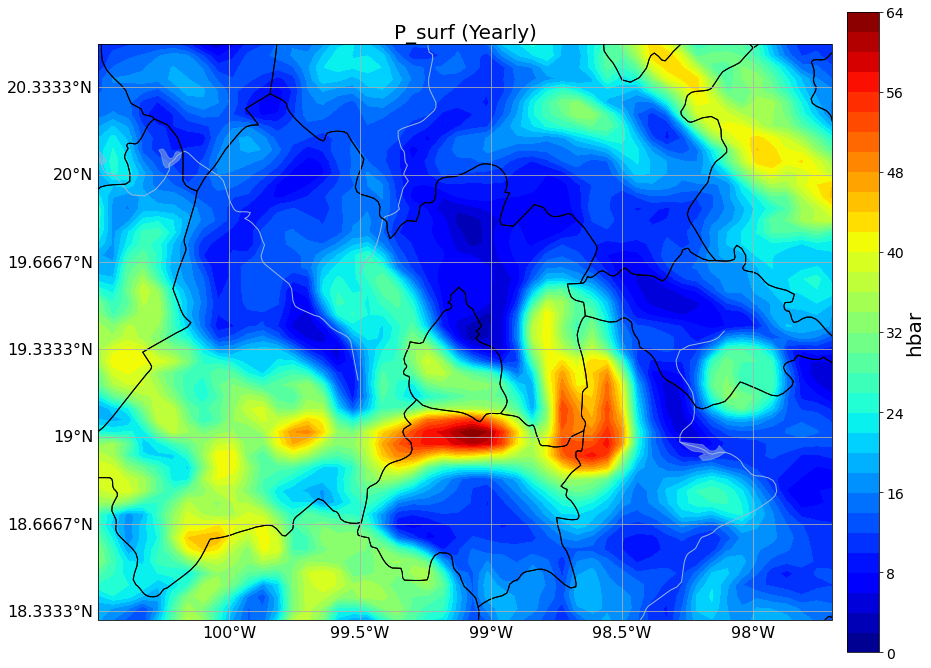 P_surf (Yearly)
64
56
48
40
32
24
16
8
0
hbar
20.3333°N
20°N
19.6667°N
19.3333°N
19°N
18.6667°N
18.3333°N
100°W
99.5°W
99°W
98.5°W
98°W